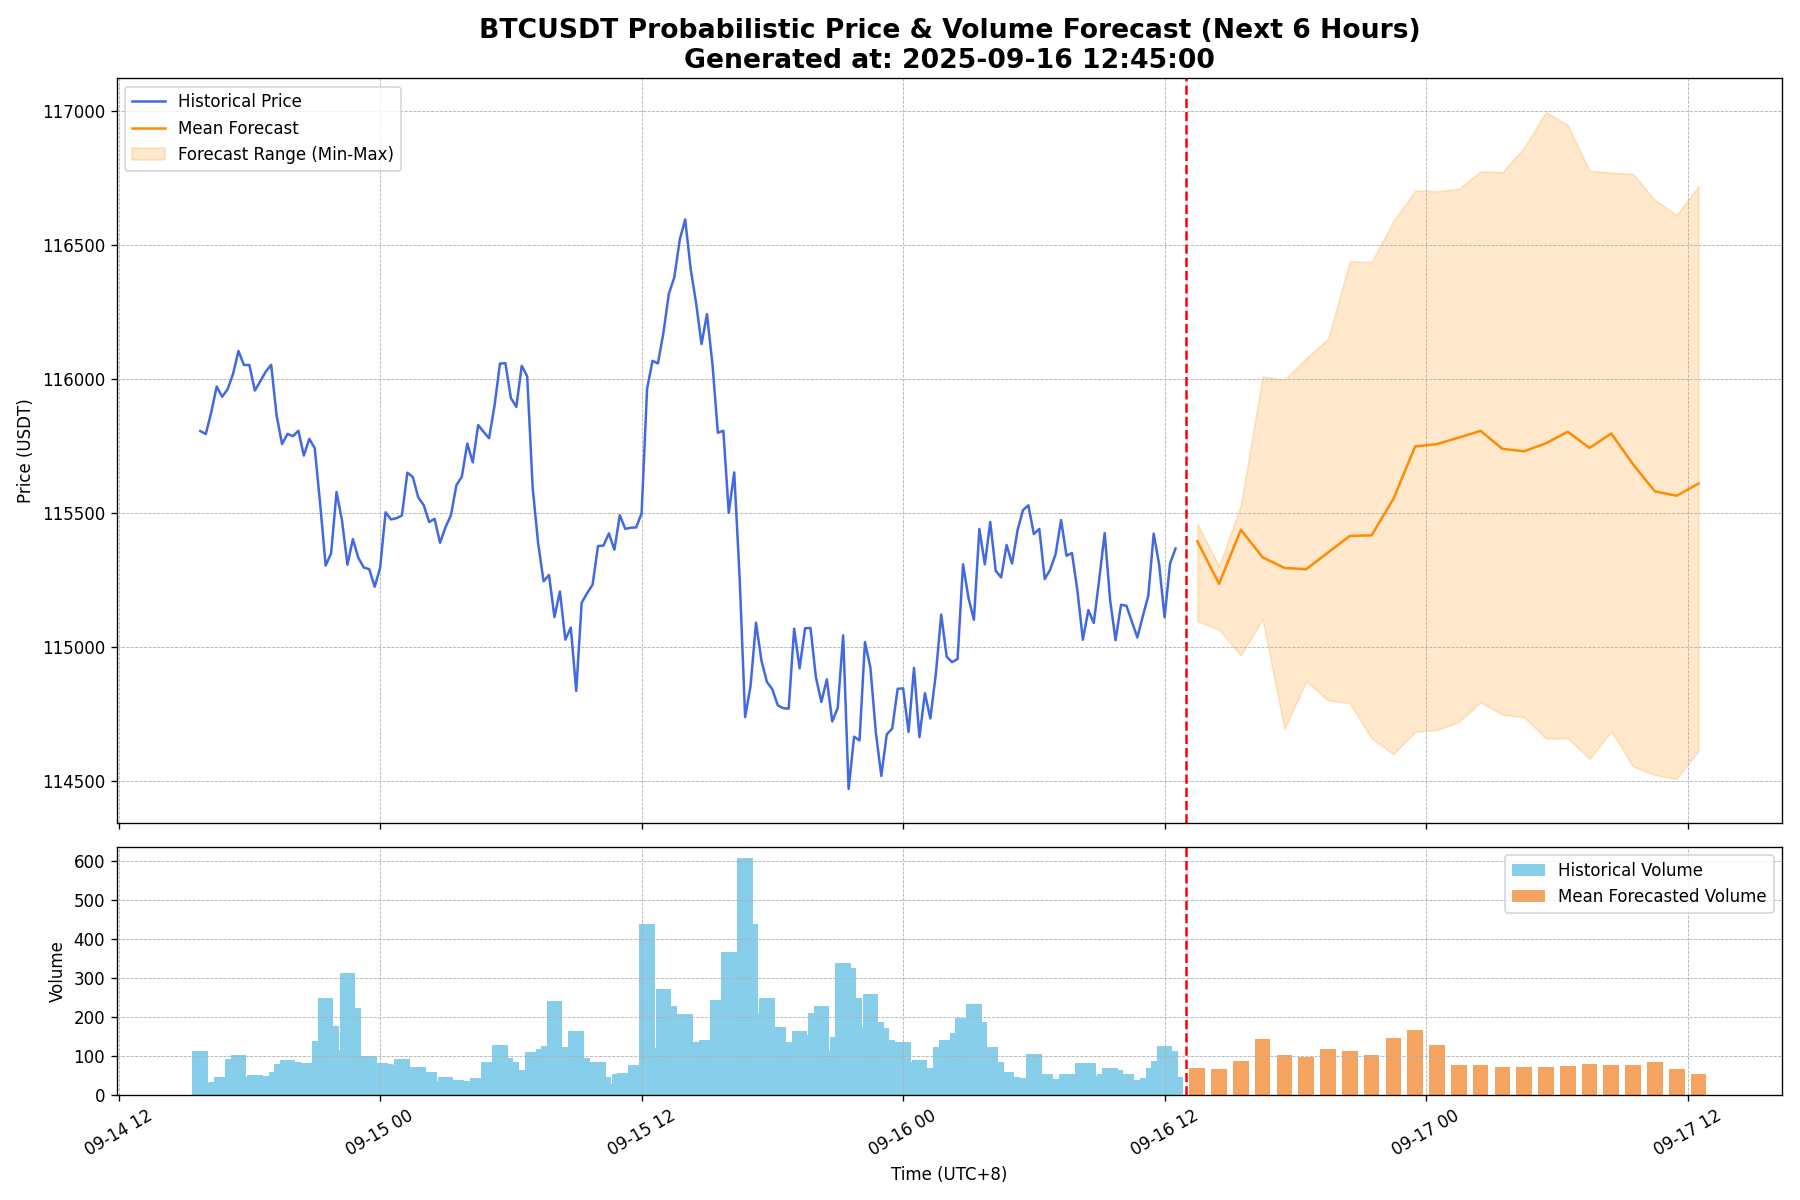 BTCUSDT Probabilistic Price & Volume Forecast (Next 6 Hours)
Generated at: 2025-09-16 12:45:00
Historical Price
Mean Forecast
Forecast Range (Min-Max)
117000
116500
116000
115500
115000
114500
Price (USDT)
Historical Volume
Mean Forecasted Volume
600
500
400
300
200
100
0
Volume
09-14 12
09-15 00
09-15 12
09-16 00
09-16 12
09-17 00
09-17 12
Time (UTC+8)